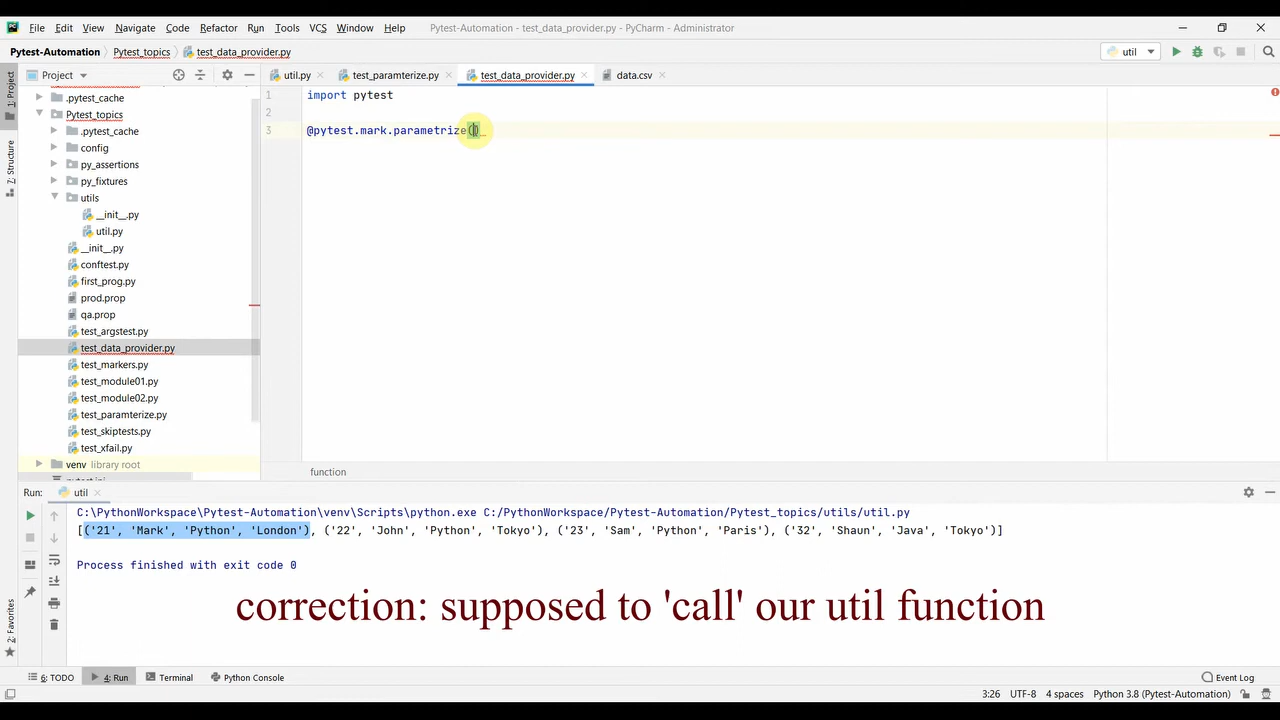 File Edit View Navigate Code Refactor Run Tools VCS Window Help Pytest-Automation - test_data_provider.py - PyCharm - Administrator
Pytest-Automation Pytest_topics test_data_provider.py util
Project util.py test_paramterize.py test_data_provider.py data.csv
1: Project
7: Structure
2: Favorites
.pytest_cache
Pytest_topics
.pytest_cache
config
py_assertions
py_fixtures
utils
__init__.py
util.py
__init__.py
conftest.py
first_prog.py
prod.prop
qa.prop
test_argstest.py
test_data_provider.py
test_markers.py
test_module01.py
test_module02.py
test_paramterize.py
test_skiptests.py
test_xfail.py
venv library root
1 import pytest
2
3 @pytest.mark.parametrize()
function
Run: util
C:\PythonWorkspace\Pytest-Automation\venv\Scripts\python.exe C:/PythonWorkspace/Pytest-Automation/Pytest_topics/utils/util.py
[('21', 'Mark', 'Python', 'London'), ('22', 'John', 'Python', 'Tokyo'), ('23', 'Sam', 'Python', 'Paris'), ('32', 'Shaun', 'Java', 'Tokyo')]
Process finished with exit code 0
correction: supposed to 'call' our util function
6: TODO 4: Run Terminal Python Console Event Log
3:26 UTF-8 4 spaces Python 3.8 (Pytest-Automation)